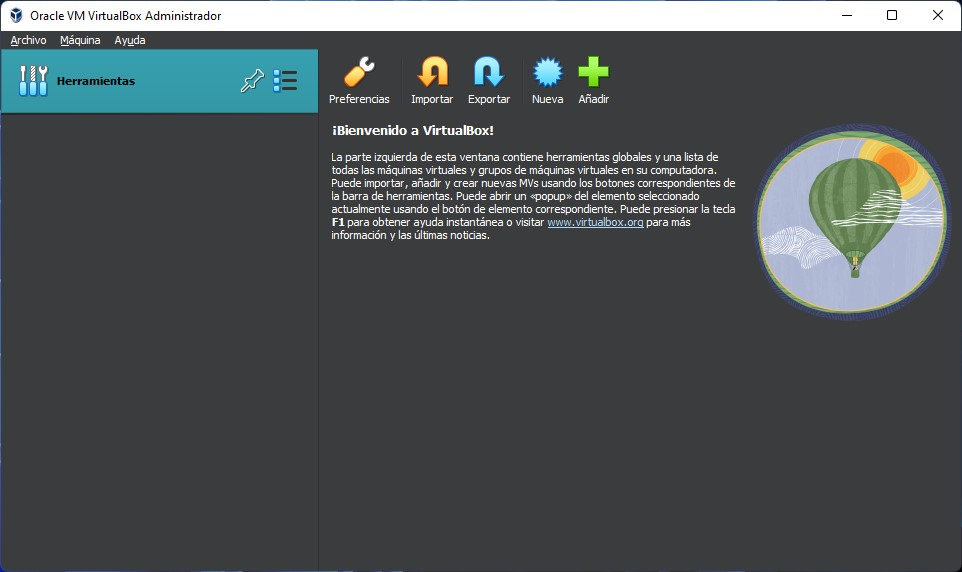 Oracle VM VirtualBox Administrador
Archivo Máquina Ayuda
Herramientas
Preferencias Importar Exportar Nueva Añadir
¡Bienvenido a VirtualBox!
La parte izquierda de esta ventana contiene herramientas globales y una lista de
todas las máquinas virtuales y grupos de máquinas virtuales en su computadora.
Puede importar, añadir y crear nuevas MVs usando los botones correspondientes de
la barra de herramientas. Puede abrir un «popup» del elemento seleccionado
actualmente usando el botón de elemento correspondiente. Puede presionar la tecla
F1 para obtener ayuda instantánea o visitar www.virtualbox.org para más
información y las últimas noticias.